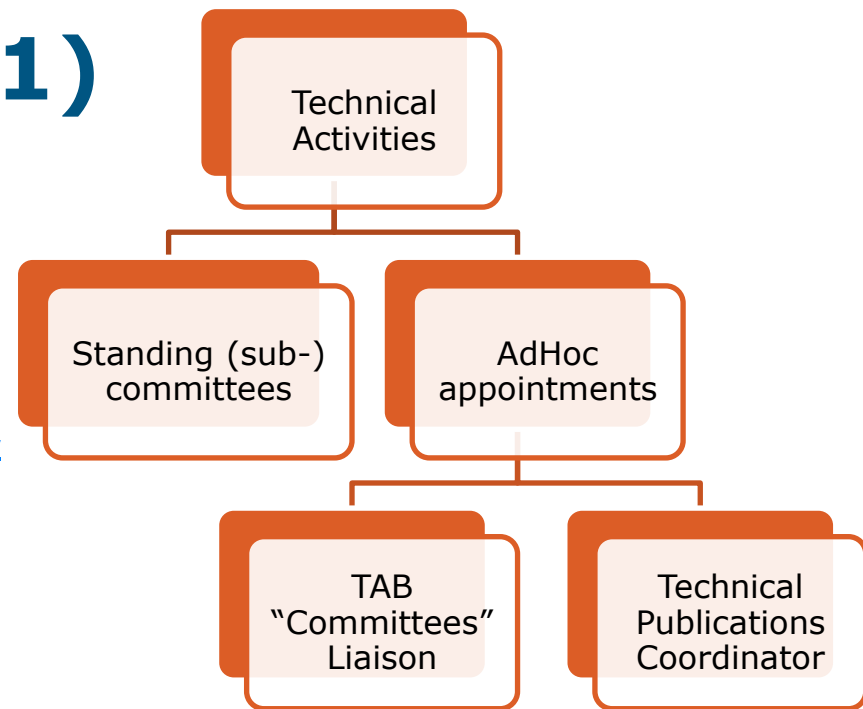 1)
Technical
Activities
Standing (sub-)
committees
AdHoc
appointments
TAB
“Committees”
Liaison
Technical
Publications
Coordinator